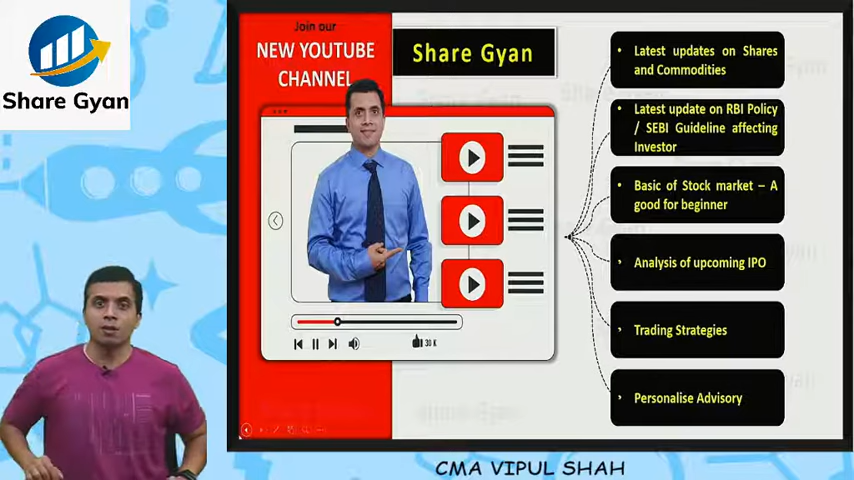 Share Gyan
Join our
NEW YOUTUBE
CHANNEL
Share Gyan
30 K
• Latest updates on Shares
and Commodities
• Latest update on RBI Policy
/ SEBI Guideline affecting
Investor
• Basic of Stock market – A
good for beginner
Analysis of upcoming IPO
Trading Strategies
Personalise Advisory
CMA VIPUL SHAH